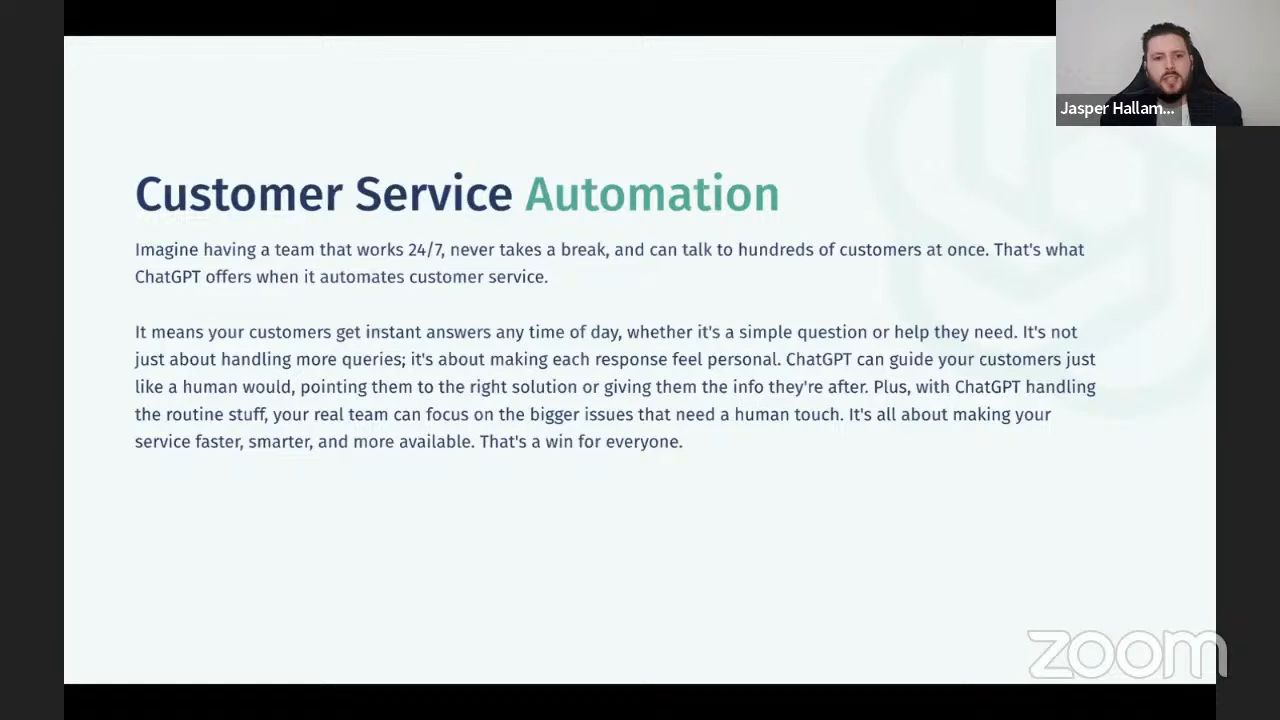 Jasper Hallam...
Customer Service Automation
Imagine having a team that works 24/7, never takes a break, and can talk to hundreds of customers at once. That's what
ChatGPT offers when it automates customer service.
It means your customers get instant answers any time of day, whether it's a simple question or help they need. It's not
just about handling more queries; it's about making each response feel personal. ChatGPT can guide your customers just
like a human would, pointing them to the right solution or giving them the info they're after. Plus, with ChatGPT handling
the routine stuff, your real team can focus on the bigger issues that need a human touch. It's all about making your
service faster, smarter, and more available. That's a win for everyone.
zoom